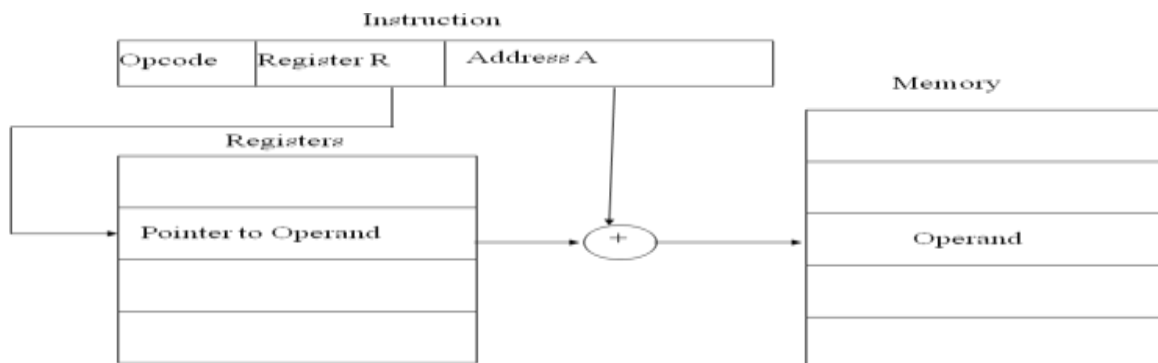 Instruction
Opcode Register R Address A
Memory
Registers
Pointer to Operand
+
Operand